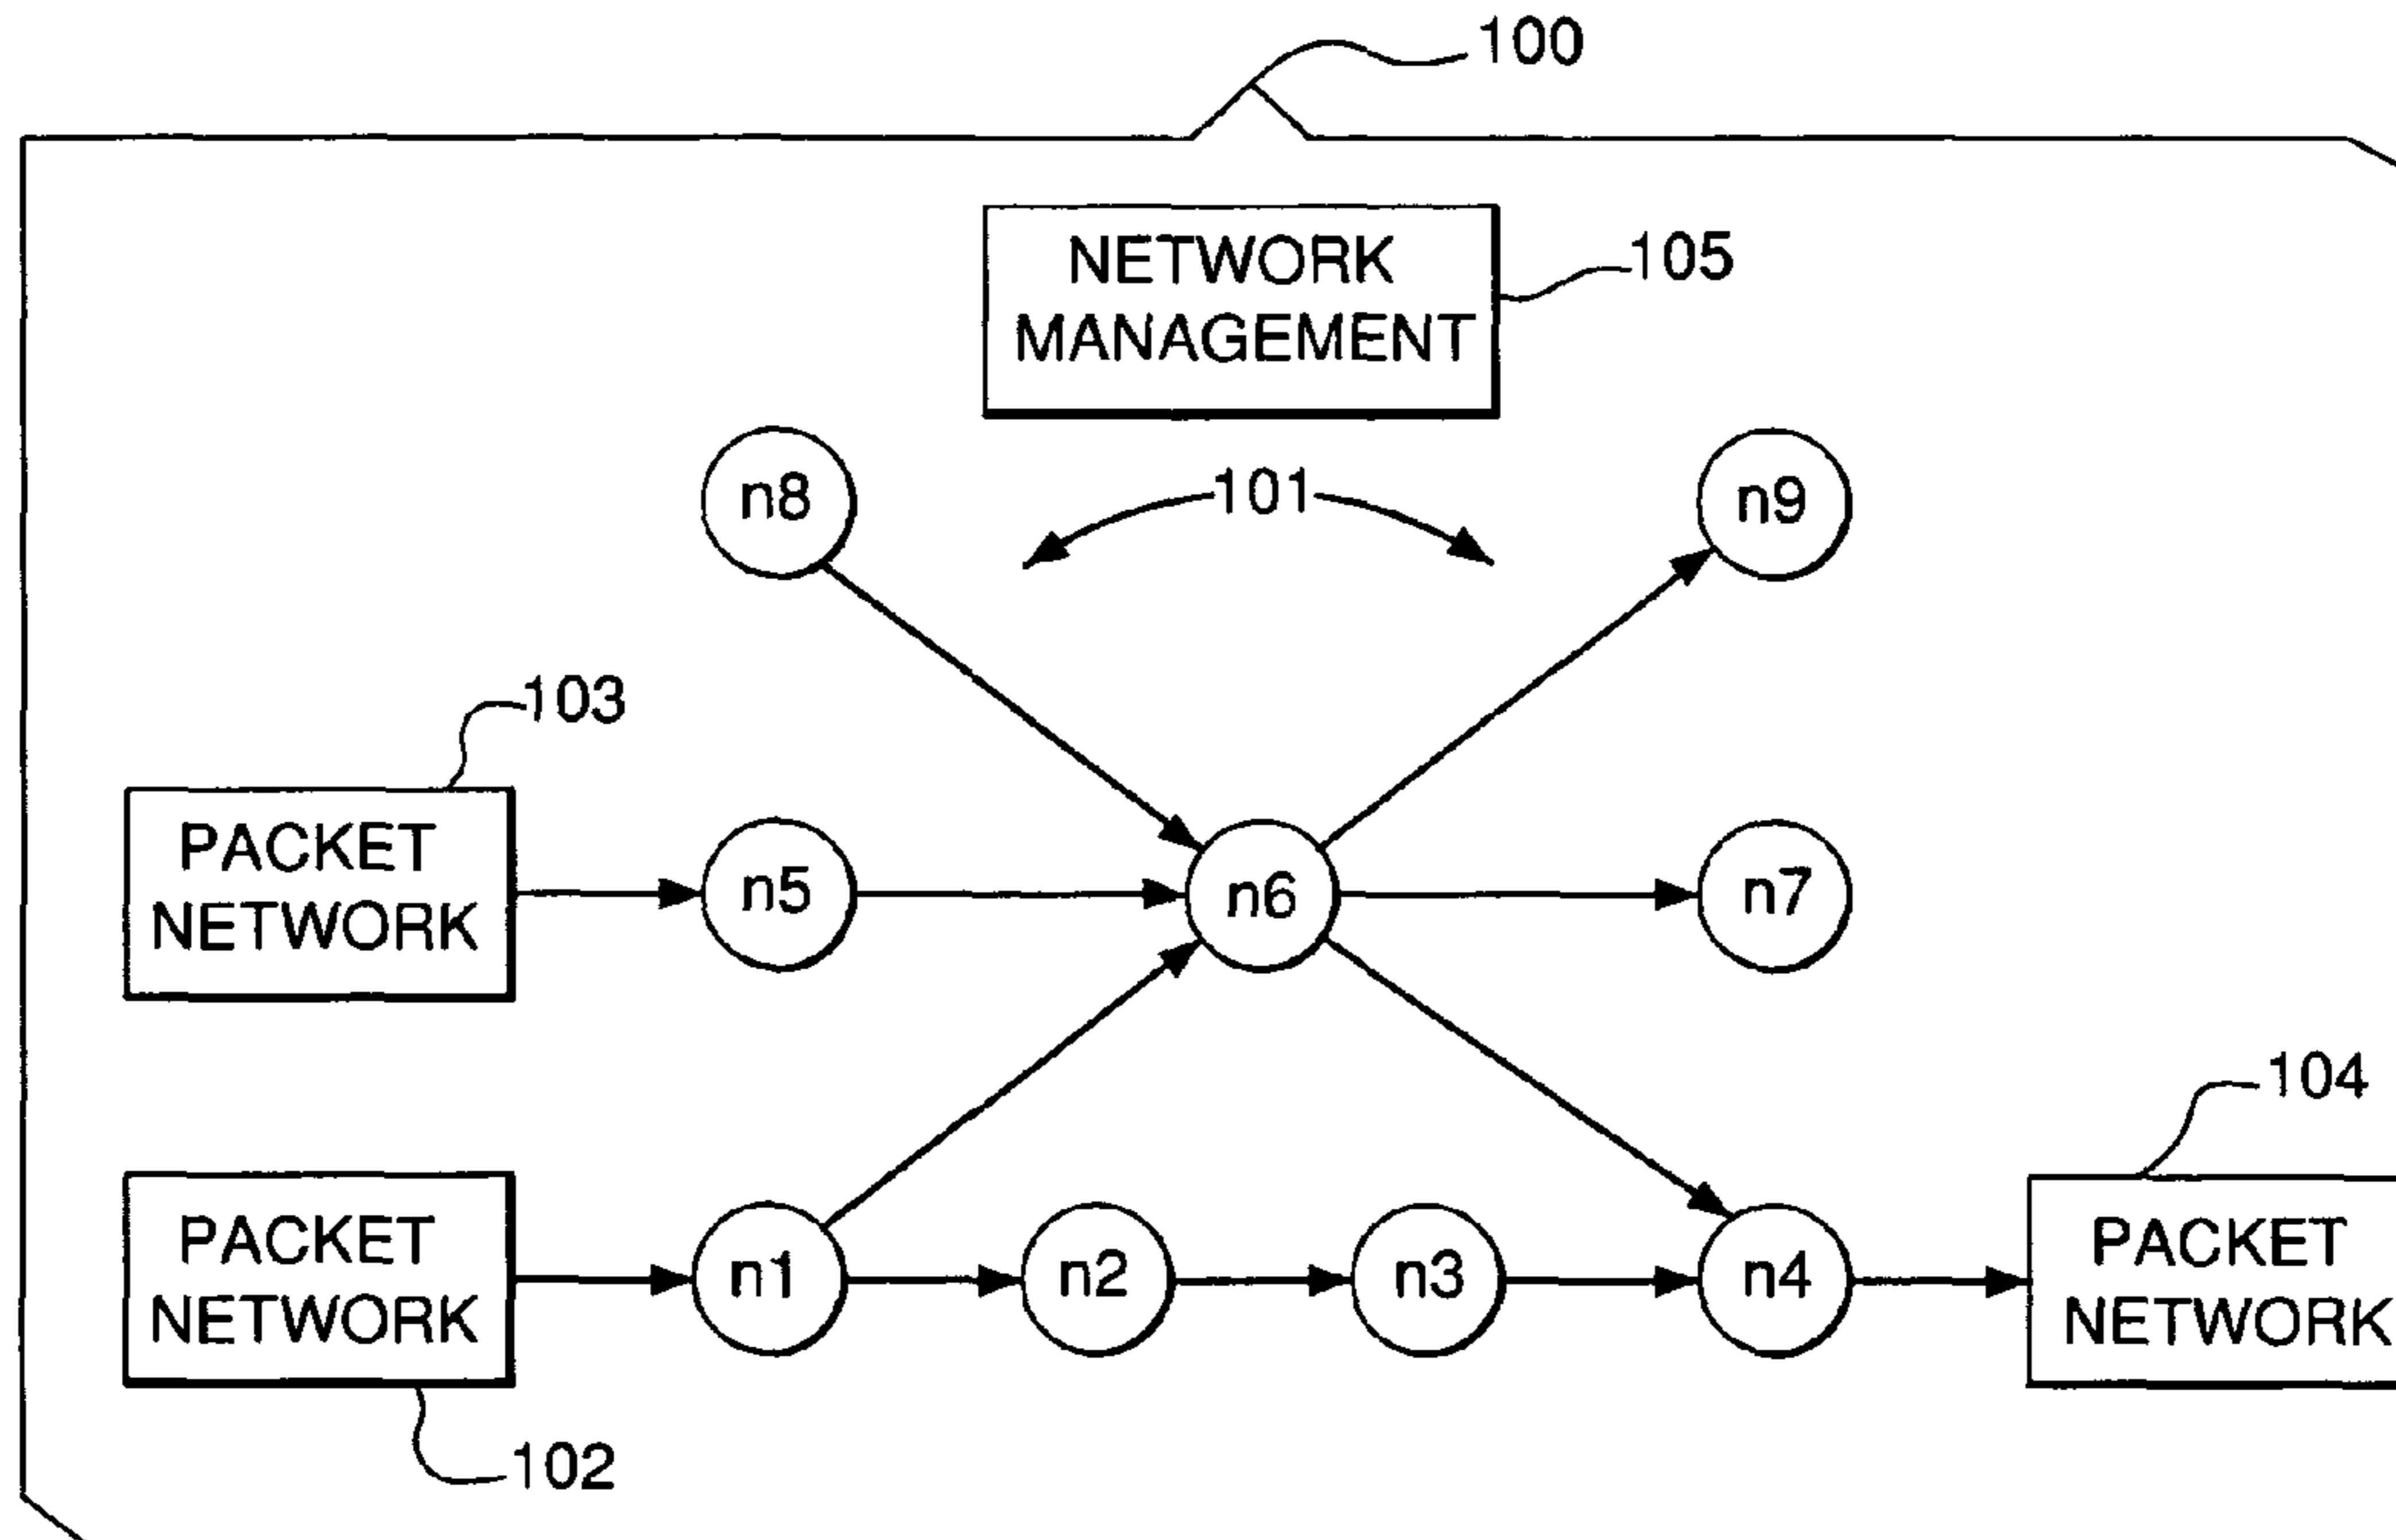 100
NETWORK
MANAGEMENT
105
n8
101
n9
103
PACKET
NETWORK
n5
n6
n7
104
PACKET
NETWORK
n1
n2
n3
n4
PACKET
NETWORK
102